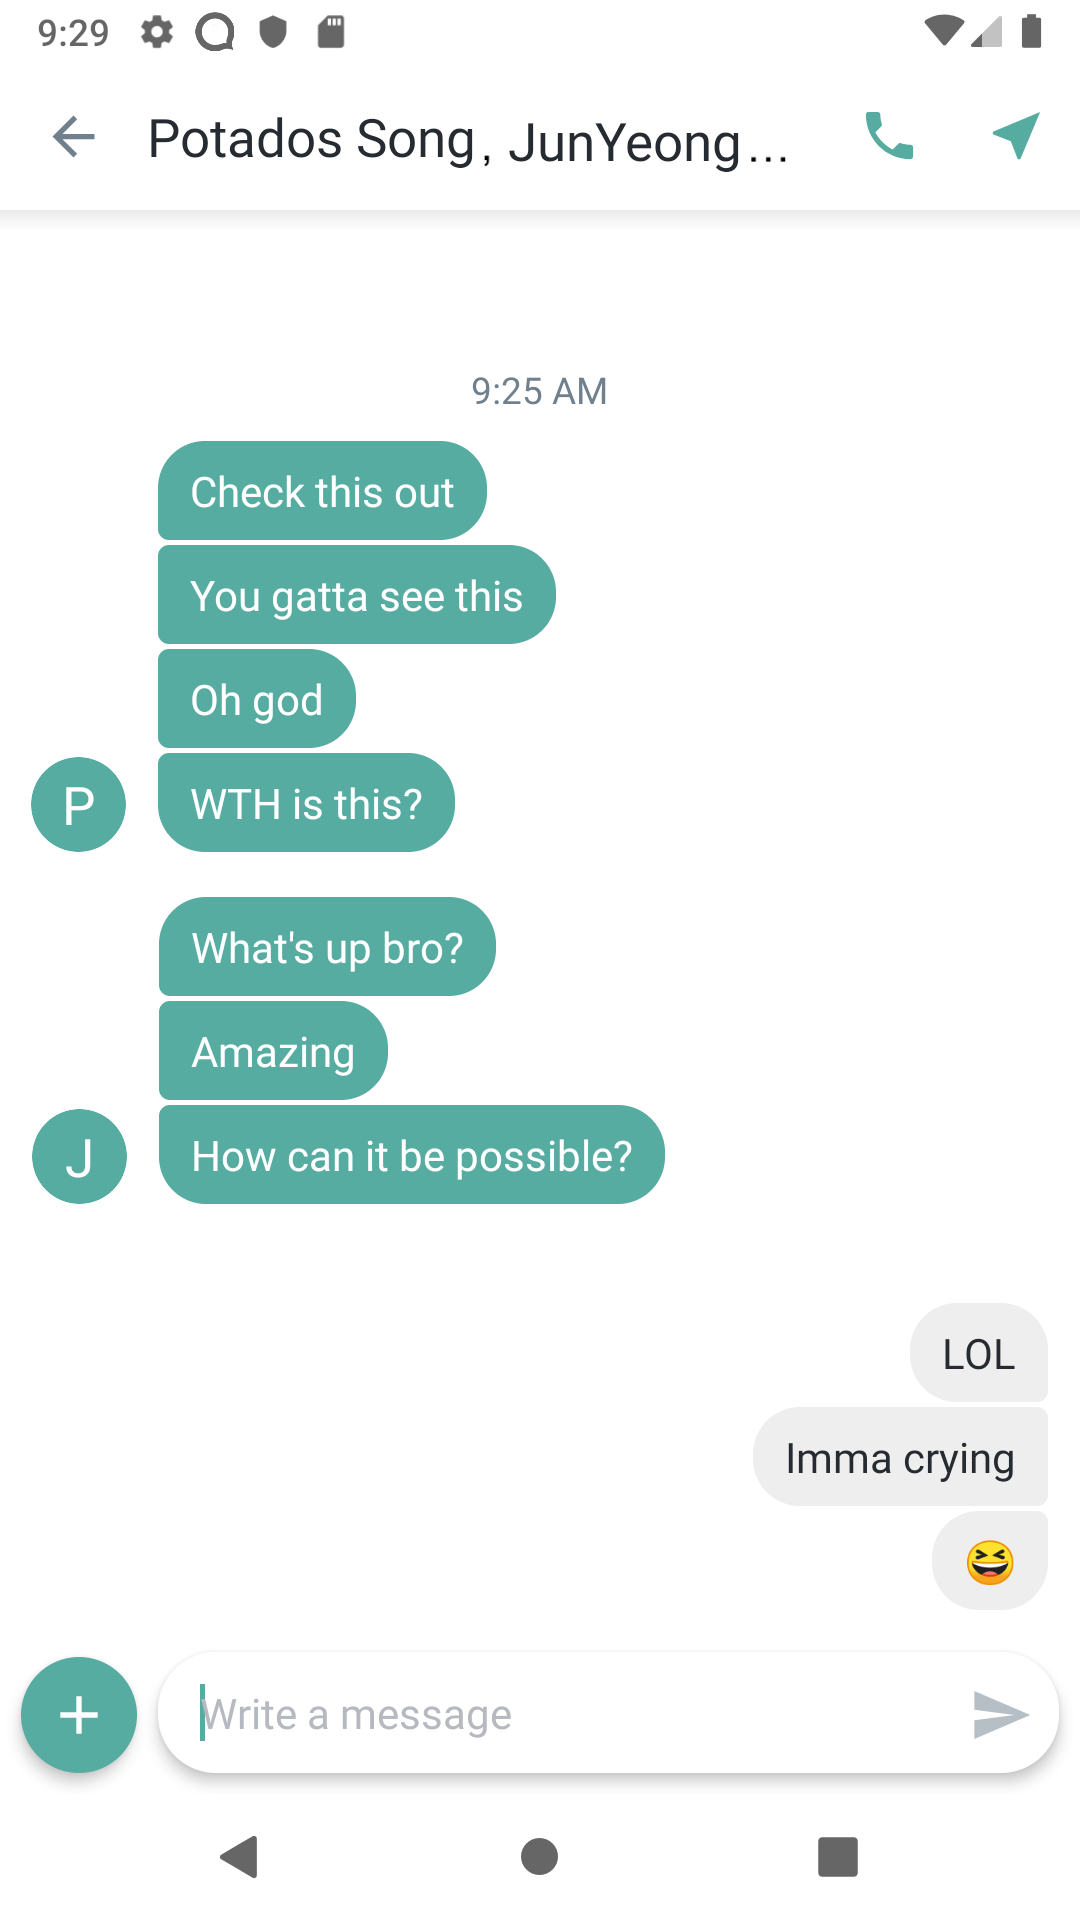 9:29
Potados Song, JunYeong...
9:25 AM
Check this out
You gatta see this
Oh god
P
WTH is this?
What's up bro?
Amazing
J
How can it be possible?
LOL
Imma crying
😆
Write a message